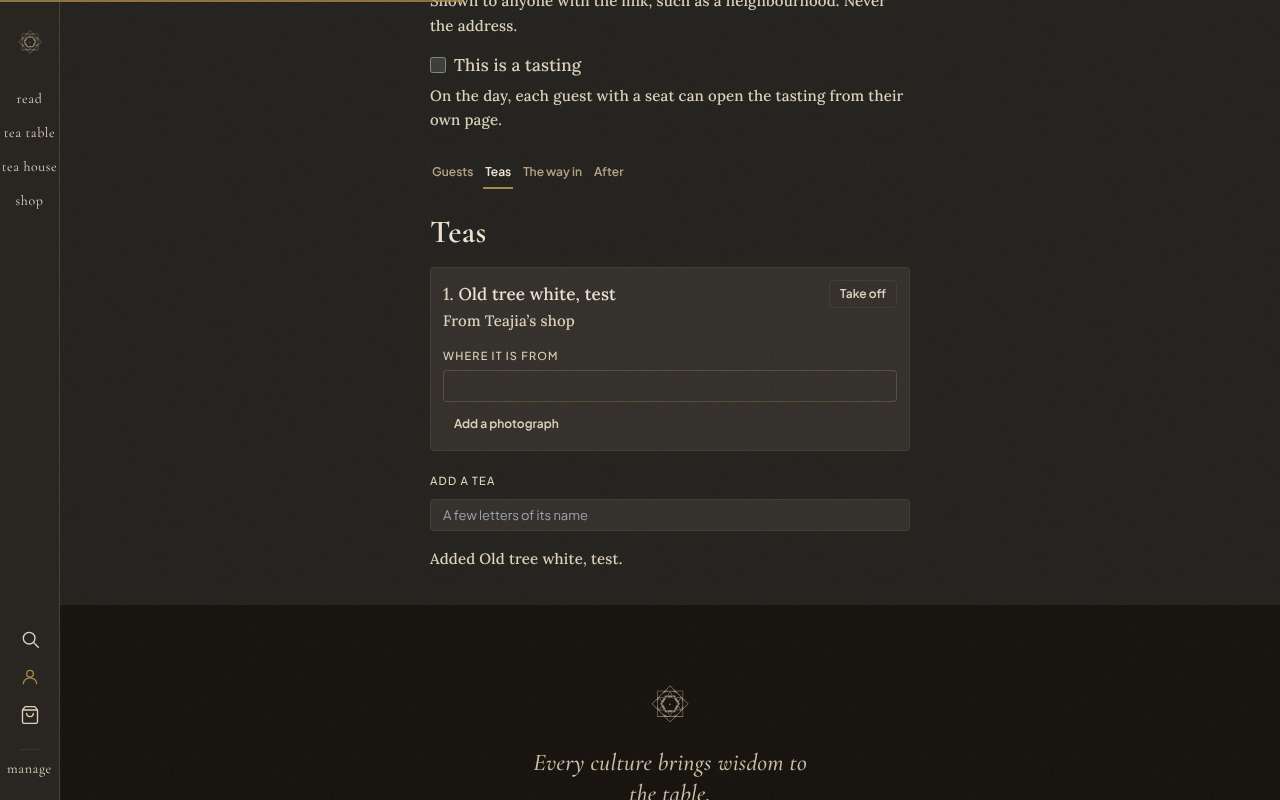 Shown to anyone with the link, such as a neighbourhood. Never
the address.
This is a tasting
On the day, each guest with a seat can open the tasting from their
own page.
Guests Teas The way in After
Teas
1. Old tree white, test
Take off
From Teajia’s shop
WHERE IT IS FROM
Add a photograph
ADD A TEA
A few letters of its name
Added Old tree white, test.
read
tea table
tea house
shop
manage
Every culture brings wisdom to
the table.